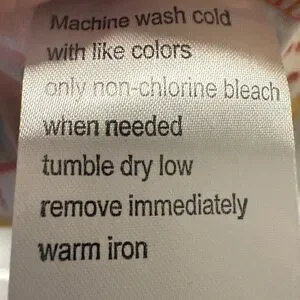 Machine wash cold
with like colors
only non-chlorine bleach
when needed
tumble dry low
remove immediately
warm iron